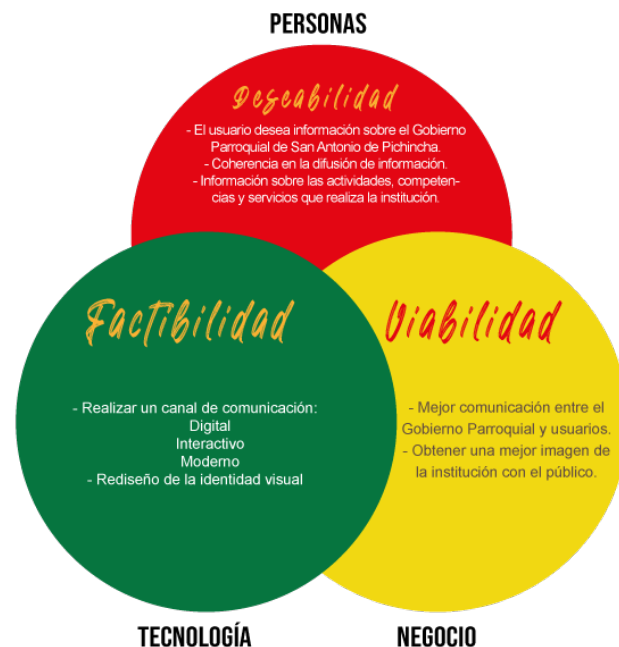 PERSONAS
Deseabilidad
- El usuario desea información sobre el Gobierno
Parroquial de San Antonio de Pichincha.
- Coherencia en la difusión de información.
- Información sobre las actividades, competen-
cias y servicios que realiza la institución.
Factibilidad
- Realizar un canal de comunicación:
Digital
Interactivo
Moderno
- Rediseño de la identidad visual
Viabilidad
- Mejor comunicación entre el
Gobierno Parroquial y usuarios.
- Obtener una mejor imagen de
la institución con el público.
TECNOLOGÍA
NEGOCIO